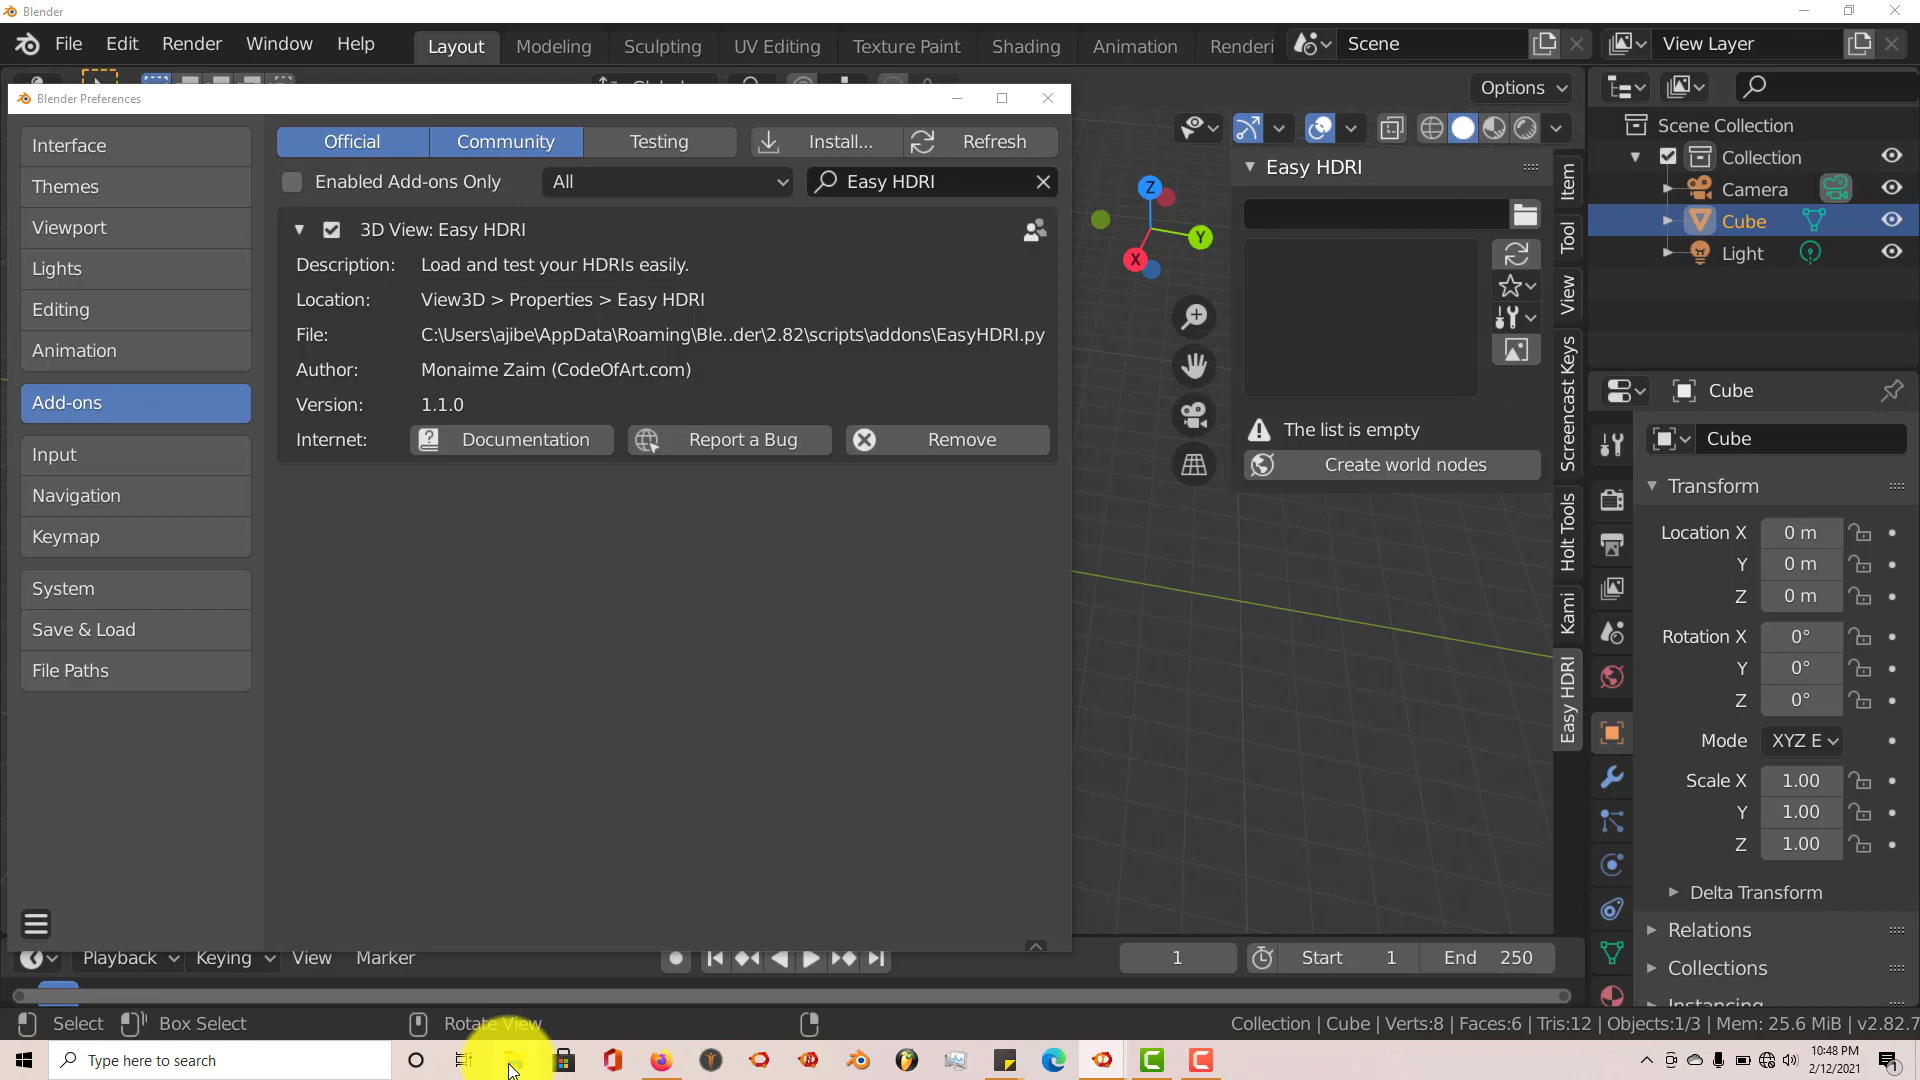 Blender
File Edit Render Window Help Layout Modeling Sculpting UV Editing Texture Paint Shading Animation Renderi Scene View Layer
Options
Blender Preferences
Interface
Themes
Viewport
Lights
Editing
Animation
Add-ons
Input
Navigation
Keymap
System
Save & Load
File Paths
Official Community Testing Install... Refresh
Enabled Add-ons Only All Easy HDRI
3D View: Easy HDRI
Description: Load and test your HDRIs easily.
Location: View3D > Properties > Easy HDRI
File: C:\Users\ajibe\AppData\Roaming\Ble..der\2.82\scripts\addons\EasyHDRI.py
Author: Monaime Zaim (CodeOfArt.com)
Version: 1.1.0
Internet: Documentation Report a Bug Remove
Z
Y
X
Easy HDRI
The list is empty
Create world nodes
Item
Tool
View
Screencast Keys
Holt Tools
Kami
Easy HDRI
Scene Collection
Collection
Camera
Cube
Light
Cube
Cube
Transform
Location X 0 m
Y 0 m
Z 0 m
Rotation X 0°
Y 0°
Z 0°
Mode XYZ E
Scale X 1.00
Y 1.00
Z 1.00
Delta Transform
Relations
Collections
Playback Keying View Marker 1 Start 1 End 250
Select Box Select Rotate View Collection | Cube | Verts:8 | Faces:6 | Tris:12 | Objects:1/3 | Mem: 25.6 MiB | v2.82.7
Type here to search
10:48 PM
2/12/2021
1